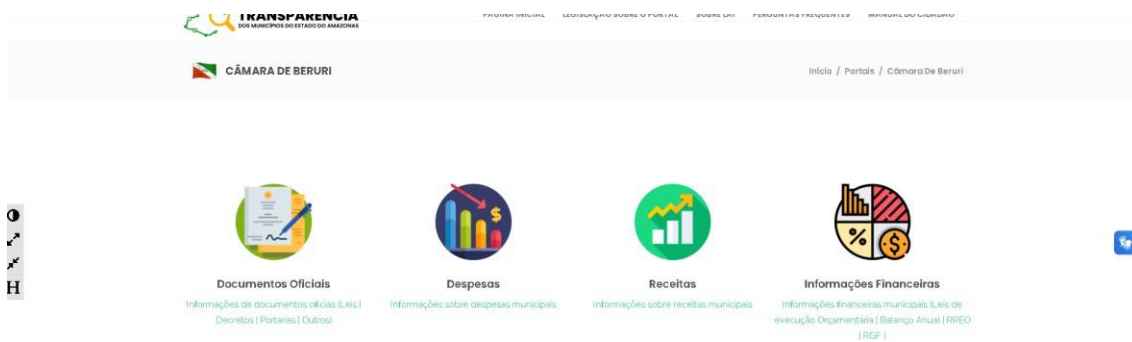 TRANSPARÊNCIA
DOS MUNICÍPIOS DO ESTADO DO AMAZONAS
PÁGINA INICIAL LEGISLAÇÃO SOBRE O PORTAL SOBRE LAI PERGUNTAS FREQUENTES MANUAL DO CIDADÃO
CÂMARA DE BERURI
Início / Portais / Câmara De Beruri
Documentos Oficiais
Informações de documentos oficias (Leis |
Decretos | Portarias | Outros)
Despesas
Informações sobre despesas municipais
Receitas
Informações sobre receitas municipais
Informações Financeiras
Informações financeiras municipais (Leis de
execução Orçamentária | Balanço Anual | RREO
| RGF )
H